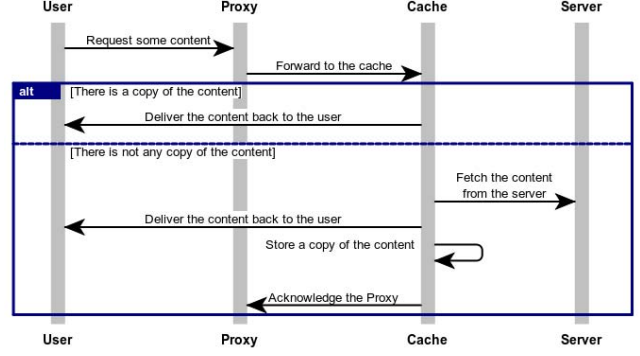 User Proxy Cache Server
Request some content
Forward to the cache
alt [There is a copy of the content]
Deliver the content back to the user
[There is not any copy of the content]
Fetch the content
from the server
Deliver the content back to the user
Store a copy of the content
Acknowledge the Proxy
User Proxy Cache Server